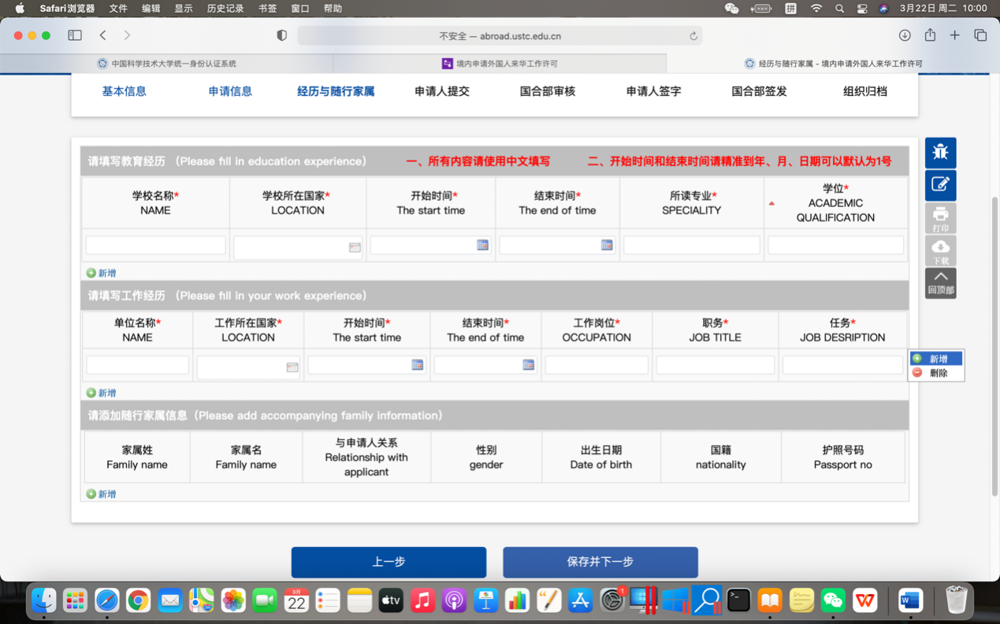 Safari浏览器 文件 编辑 显示 历史记录 书签 窗口 帮助 拼 3月22日 周二 10:00
不安全 — abroad.ustc.edu.cn
中国科学技术大学统一身份认证系统 境内申请外国人来华工作许可 经历与随行家属 - 境内申请外国人来华工作许可
基本信息 申请信息 经历与随行家属 申请人提交 国合部审核 申请人签字 国合部签发 组织归档
请填写教育经历 （Please fill in education experience） 一、所有内容请使用中文填写 二、开始时间和结束时间请精准到年、月、日期可以默认为1号
学校名称* 学校所在国家* 开始时间* 结束时间* 所读专业* 学位*
NAME LOCATION The start time The end of time SPECIALITY ACADEMIC
QUALIFICATION
打印
下载
新增
回顶部
请填写工作经历 （Please fill in your work experience）
单位名称* 工作所在国家* 开始时间* 结束时间* 工作岗位* 职务* 任务*
NAME LOCATION The start time The end of time OCCUPATION JOB TITLE JOB DESRIPTION
新增
删除
新增
请添加随行家属信息（Please add accompanying family information）
家属姓 家属名 与申请人关系 性别 出生日期 国籍 护照号码
Family name Family name Relationship with gender Date of birth nationality Passport no
applicant
新增
上一步 保存并下一步
3月
22
tv
1
W